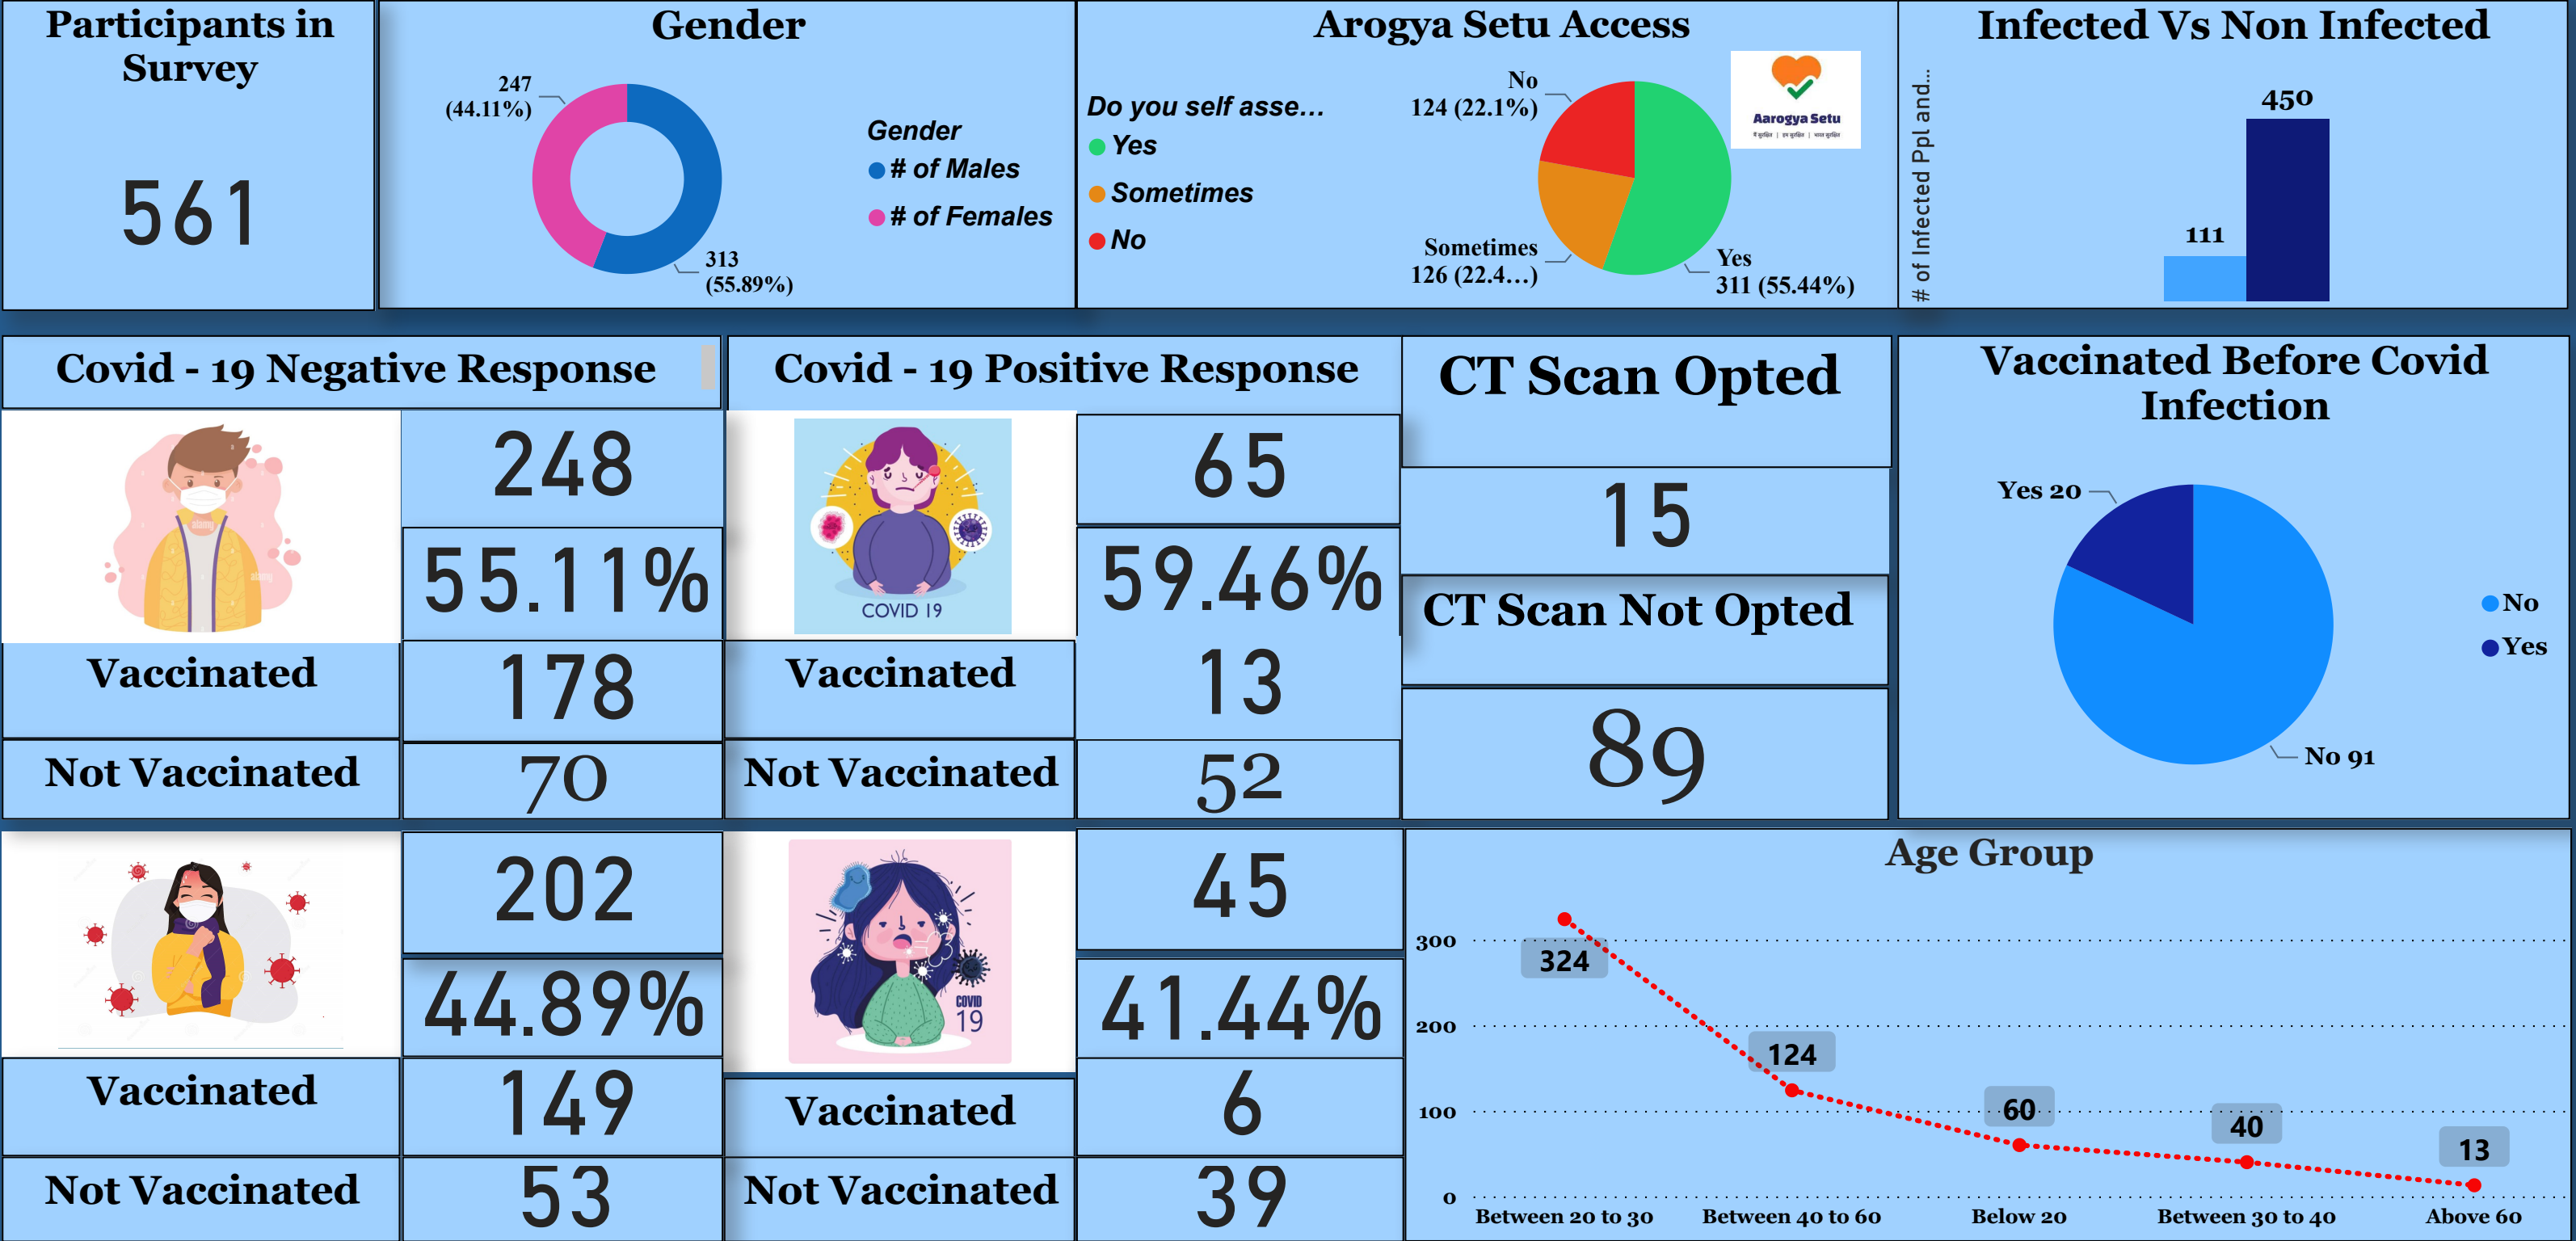 Participants in
Survey
561
Gender
247
(44.11%)
313
(55.89%)
Gender
# of Males
# of Females
Arogya Setu Access
Do you self asse...
Yes
Sometimes
No
No
124 (22.1%)
Sometimes
126 (22.4...)
Yes
311 (55.44%)
Aarogya Setu
मैं सुरक्षित | हम सुरक्षित | भारत सुरक्षित
Infected Vs Non Infected
# of Infected Ppl and...
111
450
Covid - 19 Negative Response
248
55.11%
Vaccinated
178
Not Vaccinated
70
alamy
alamy
Covid - 19 Positive Response
COVID 19
65
59.46%
Vaccinated
13
Not Vaccinated
52
CT Scan Opted
15
CT Scan Not Opted
89
Vaccinated Before Covid
Infection
Yes 20
No 91
No
Yes
202
44.89%
Vaccinated
149
Not Vaccinated
53
COVID
19
45
41.44%
Vaccinated
6
Not Vaccinated
39
Age Group
300
200
100
0
324
124
60
40
13
Between 20 to 30
Between 40 to 60
Below 20
Between 30 to 40
Above 60